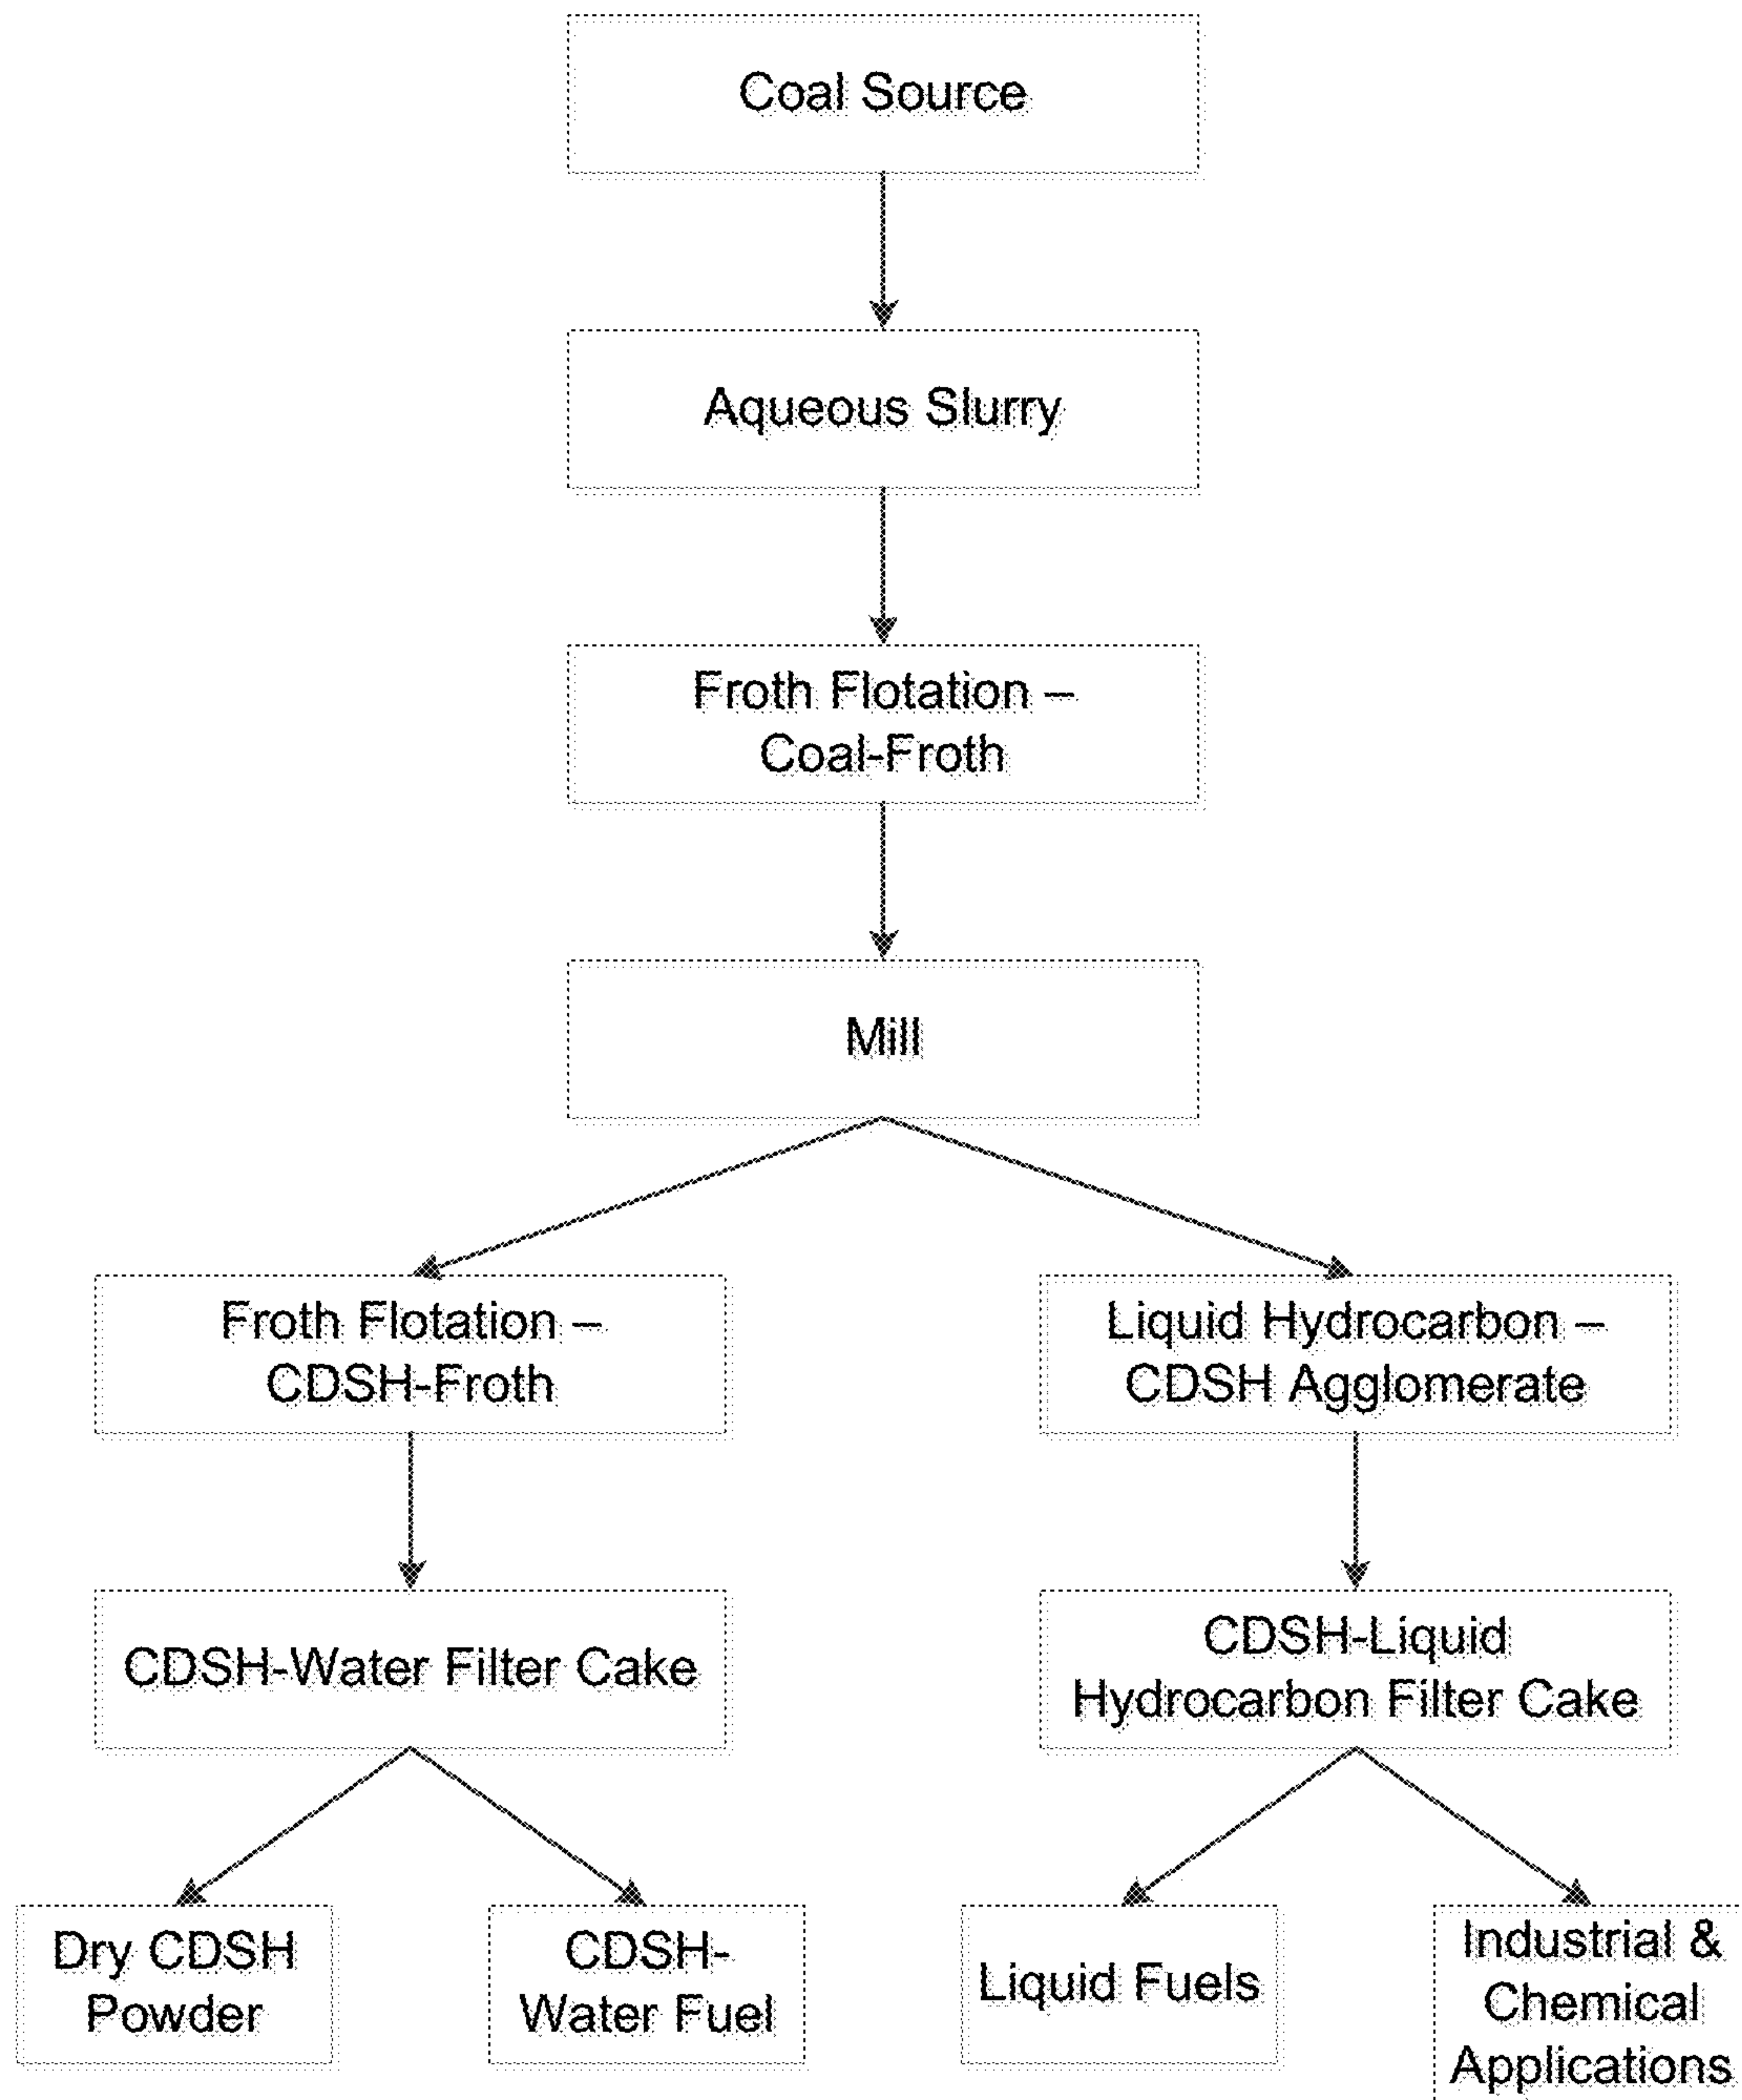 Coal Source
Aqueous Slurry
Froth Flotation –
Coal-Froth
Mill
Froth Flotation –
CDSH-Froth
Liquid Hydrocarbon –
CDSH Agglomerate
CDSH-Water Filter Cake
CDSH-Liquid
Hydrocarbon Filter Cake
Dry CDSH
Powder
CDSH-
Water Fuel
Liquid Fuels
Industrial &
Chemical
Applications